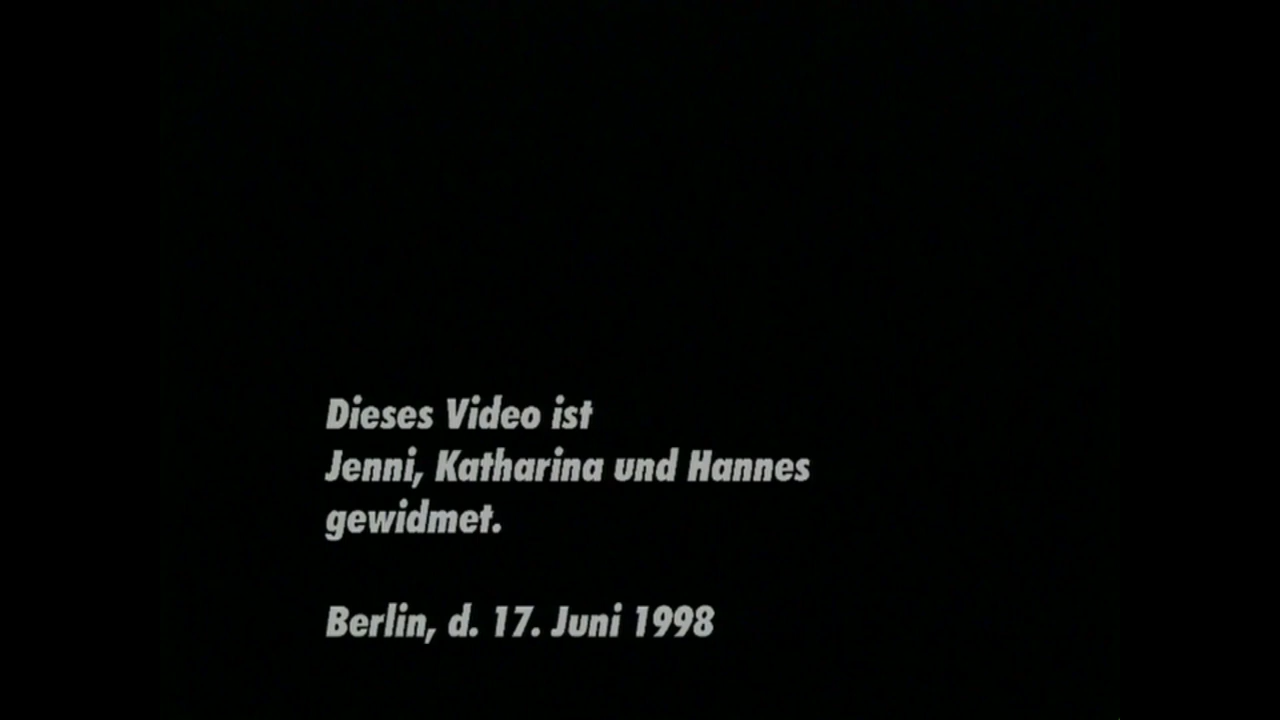 Dieses Video ist
Jenni, Katharina und Hannes
gewidmet.
Berlin, d. 17. Juni 1998